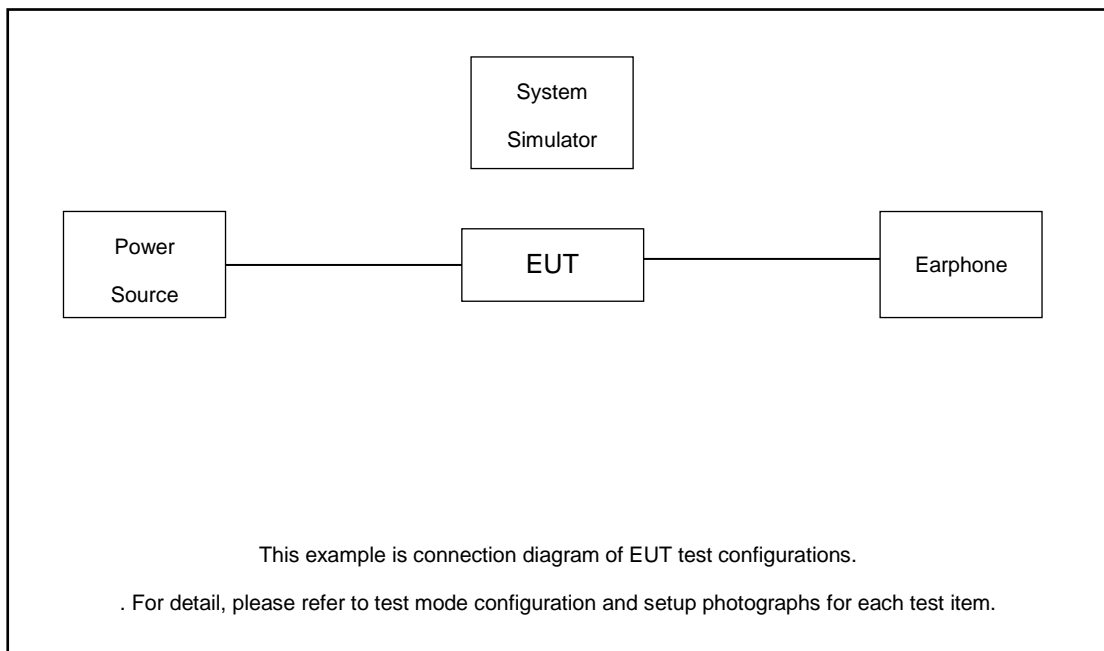 System
Simulator
Power
Source
EUT
Earphone
This example is connection diagram of EUT test configurations.
. For detail, please refer to test mode configuration and setup photographs for each test item.